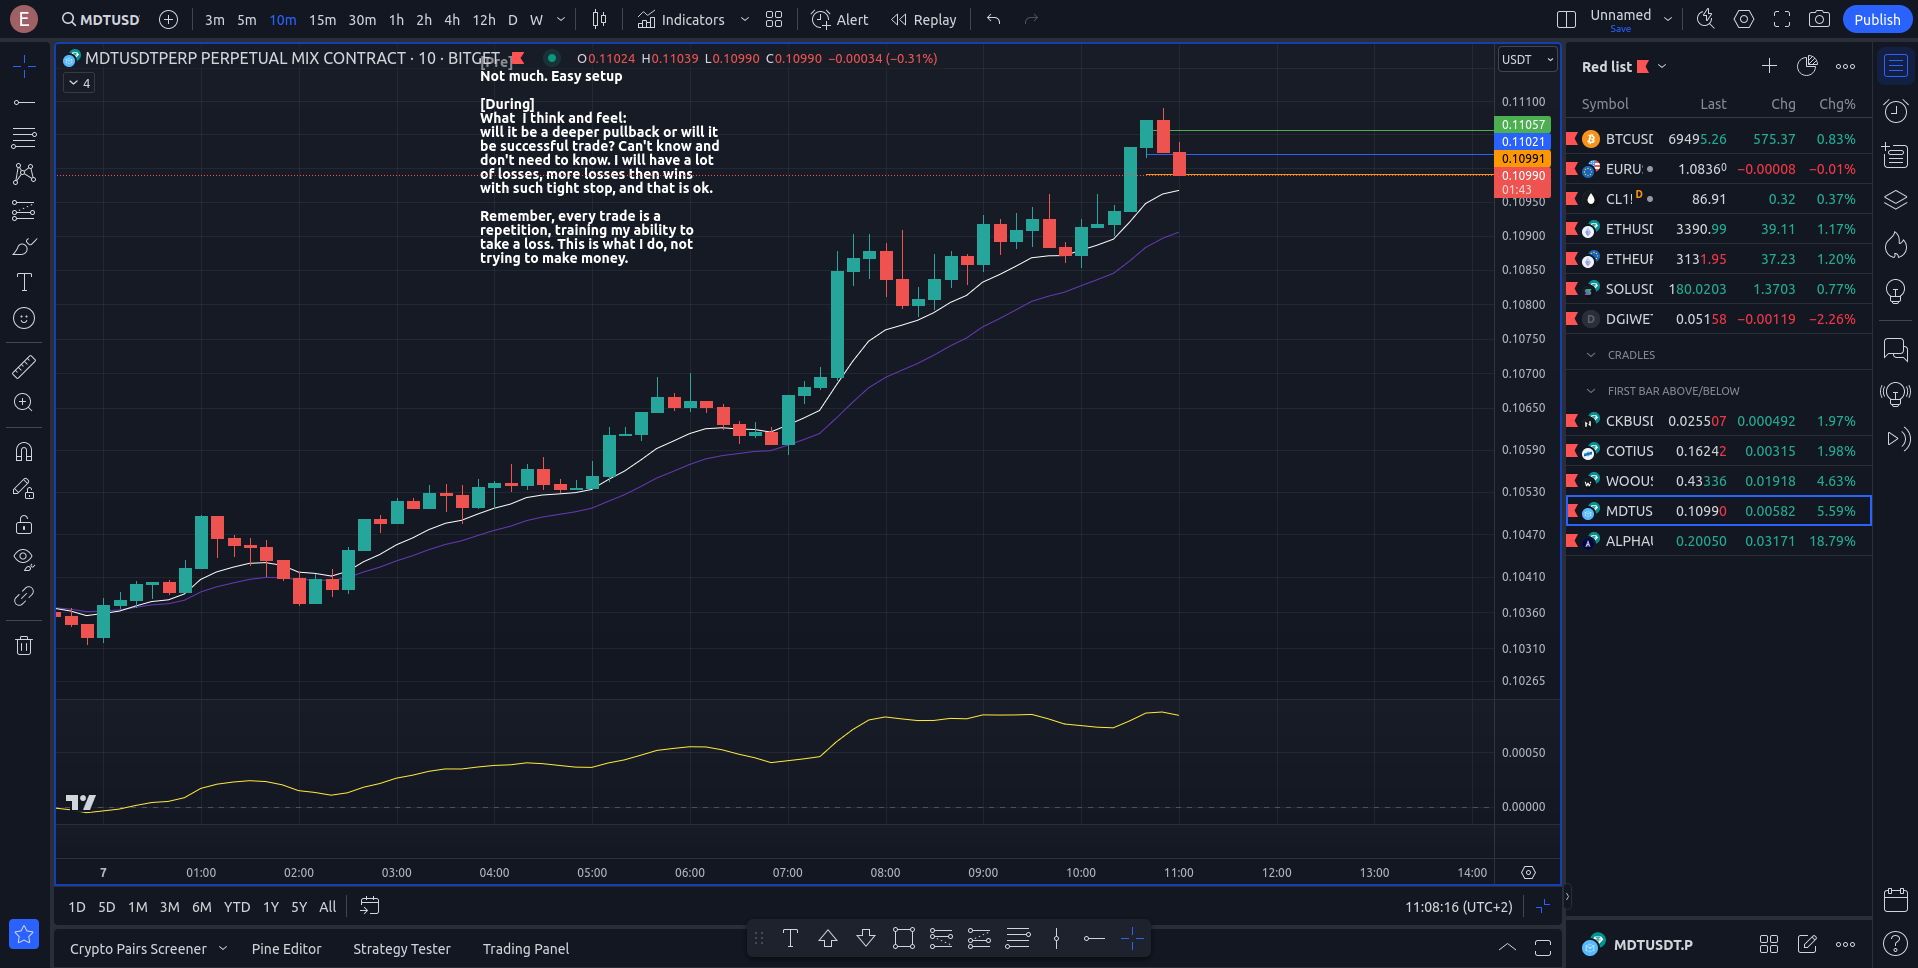 E
MDTUSD
3m 5m 10m 15m 30m 1h 2h 4h 12h D W
Indicators
Alert
Replay
Unnamed
Save
Publish
MDTUSDTPERP PERPETUAL MIX CONTRACT · 10 · BITGET
O0.11024 H0.11039 L0.10990 C0.10990 −0.00034 (−0.31%)
4
[Pre]
Not much. Easy setup
[During]
What I think and feel:
will it be a deeper pullback or will it
be successful trade? Can't know and
don't need to know. I will have a lot
of losses, more losses then wins
with such tight stop, and that is ok.
Remember, every trade is a
repetition, training my ability to
take a loss. This is what I do, not
trying to make money.
USDT
0.11100
0.11057
0.11021
0.10991
0.10990
01:43
0.10950
0.10900
0.10850
0.10800
0.10750
0.10700
0.10650
0.10590
0.10530
0.10470
0.10410
0.10360
0.10310
0.10265
0.00050
0.00000
7 01:00 02:00 03:00 04:00 05:00 06:00 07:00 08:00 09:00 10:00 11:00 12:00 13:00 14:00
1D 5D 1M 3M 6M YTD 1Y 5Y All
11:08:16 (UTC+2)
Crypto Pairs Screener Pine Editor Strategy Tester Trading Panel
Red list
Symbol Last Chg Chg%
BTCUSD 69495.26 575.37 0.83%
EURU 1.08360 −0.00008 −0.01%
CL1! D 86.91 0.32 0.37%
ETHUSD 3390.99 39.11 1.17%
ETHEUR 3131.95 37.23 1.20%
SOLUSD 180.0203 1.3703 0.77%
D DGIWET 0.05158 −0.00119 −2.26%
CRADLES
FIRST BAR ABOVE/BELOW
CKBUSD 0.025507 0.000492 1.97%
COTIUS 0.16242 0.00315 1.98%
WOOUS 0.43336 0.01918 4.63%
MDTUS 0.10990 0.00582 5.59%
ALPHAU 0.20050 0.03171 18.79%
MDTUSDT.P